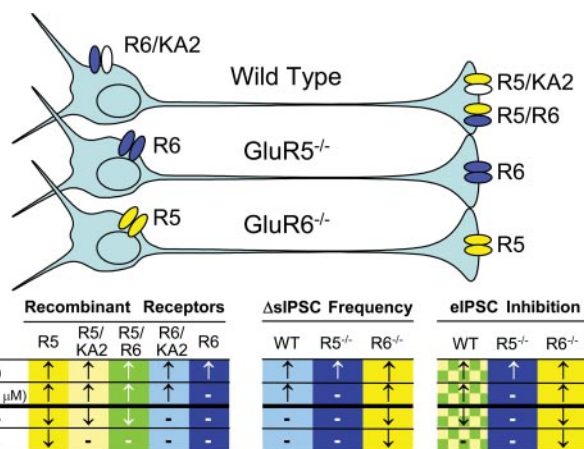 R6/KA2
Wild Type
R5/KA2
R5/R6
R6
GluR5-/-
R6
R5
GluR6-/-
R5
Recombinant Receptors ΔsIPSC Frequency eIPSC Inhibition
R5 R5/KA2 R5/R6 R6/KA2 R6 WT R5-/- R6-/- WT R5-/- R6-/-
) ↑ ↑ ↑ ↑ ↑ ↑ ↑ ↑ ↑ ↑ ↑
μM) ↑ ↑ ↑ ↑ - ↑ - ↑ ↑ - ↑
- ↓ ↓ ↓ - - - - ↓ ↓ - ↓
↓ - - - - - - ↓ - - ↓